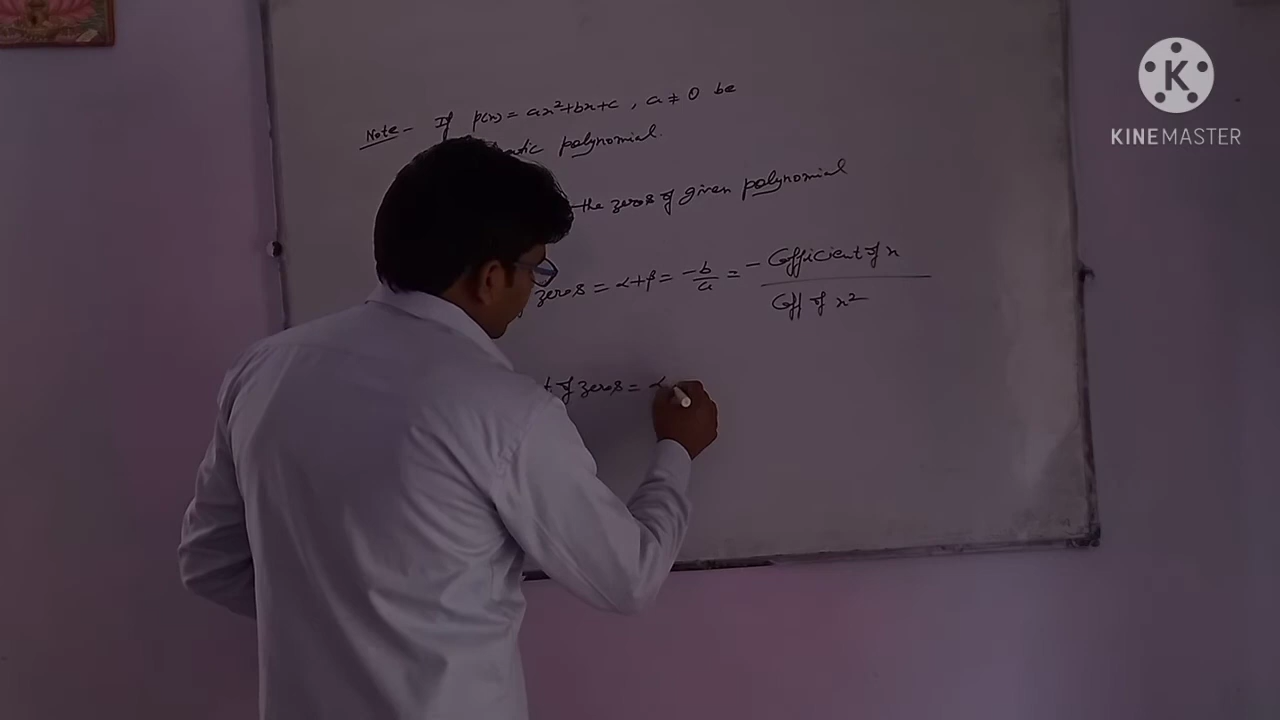 Note - If p(x) = ax²+bx+c , a ≠ 0 be
polynomial.
the zeros of given polynomial
zeros = α+β = -b/a = - Cofficient of x / Coff of x²
of zeros = α
K
KINEMASTER